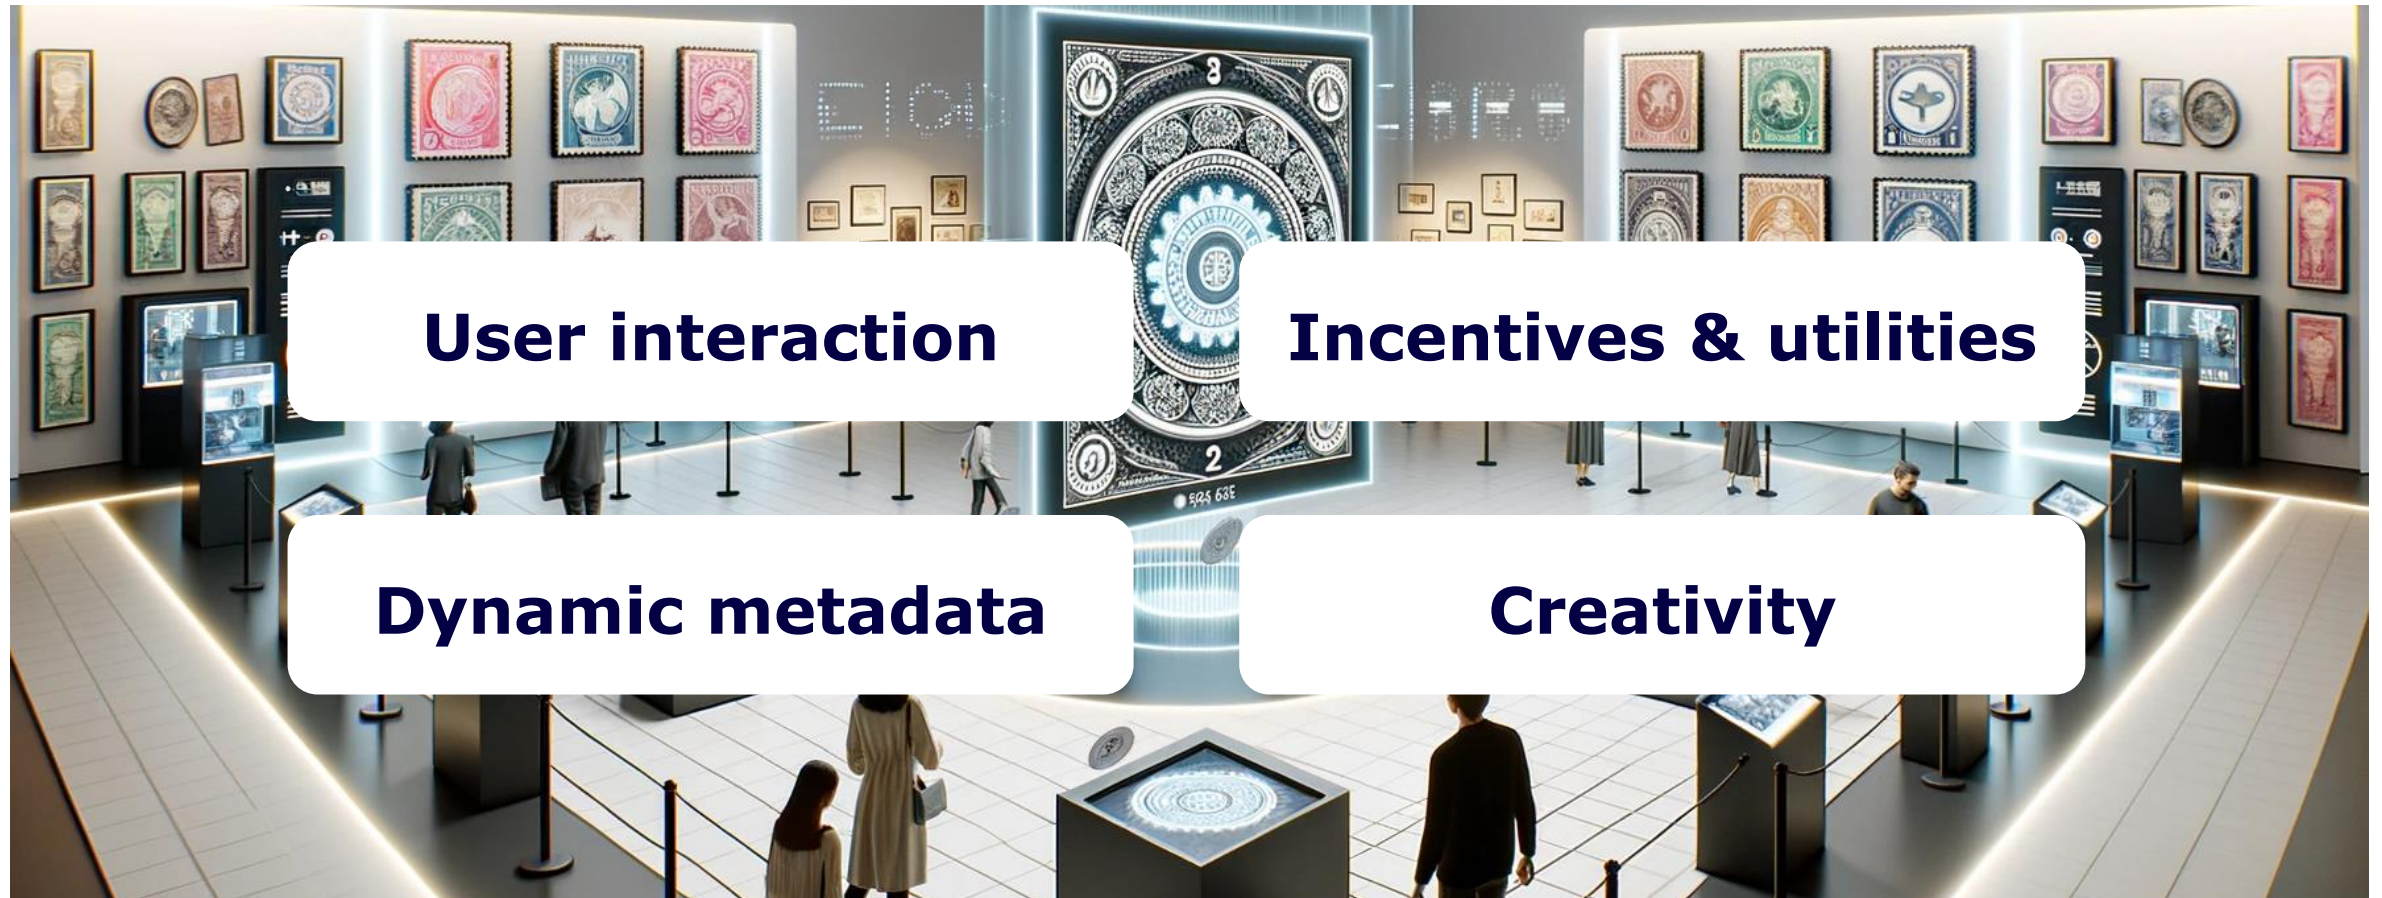 User interaction
Incentives & utilities
Dynamic metadata
Creativity